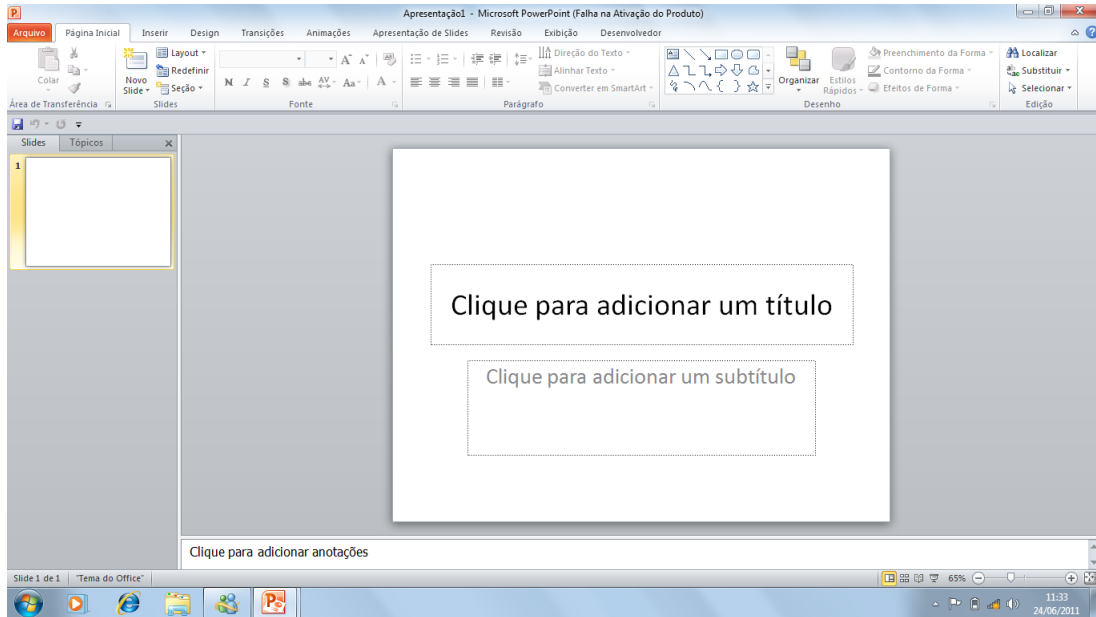 Apresentação1 - Microsoft PowerPoint (Falha na Ativação do Produto)
Arquivo Página Inicial Inserir Design Transições Animações Apresentação de Slides Revisão Exibição Desenvolvedor
Colar
Área de Transferência
Novo Slide
Layout
Redefinir
Seção
Slides
N I S S abc AV Aa A
A A
Fonte
Direção do Texto
Alinhar Texto
Converter em SmartArt
Parágrafo
Organizar
Estilos Rápidos
Preenchimento da Forma
Contorno da Forma
Efeitos de Forma
Desenho
Localizar
Substituir
Selecionar
Edição
Slides Tópicos
1
Clique para adicionar um título
Clique para adicionar um subtítulo
Clique para adicionar anotações
Slide 1 de 1 "Tema do Office" 65%
11:33
24/06/2011